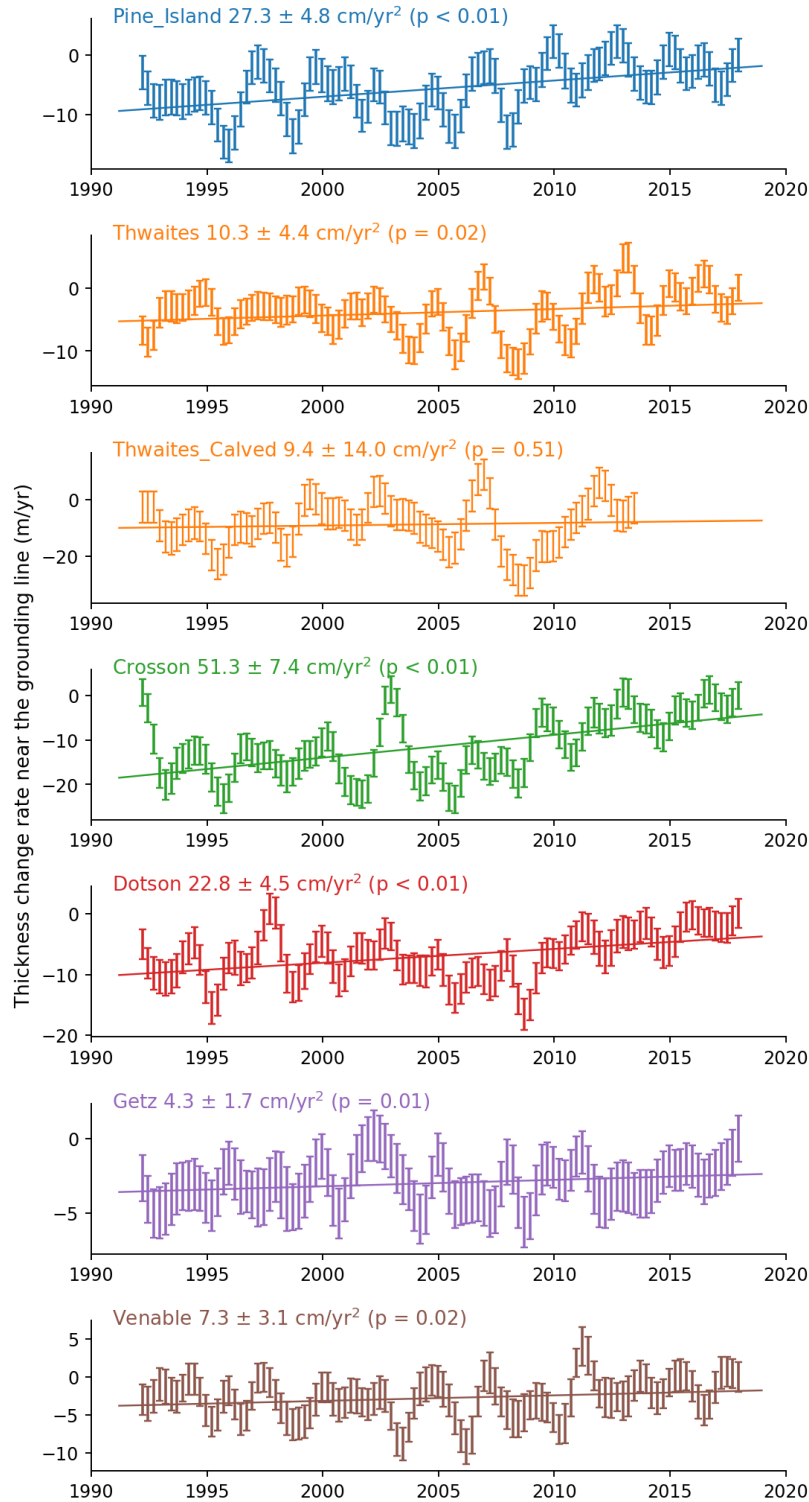 Pine_Island 27.3 ± 4.8 cm/yr² (p < 0.01)
0
−10
1990 1995 2000 2005 2010 2015 2020
Thwaites 10.3 ± 4.4 cm/yr² (p = 0.02)
0
−10
1990 1995 2000 2005 2010 2015 2020
Thwaites_Calved 9.4 ± 14.0 cm/yr² (p = 0.51)
0
−20
1990 1995 2000 2005 2010 2015 2020
Thickness change rate near the grounding line (m/yr)
Crosson 51.3 ± 7.4 cm/yr² (p < 0.01)
0
−10
−20
1990 1995 2000 2005 2010 2015 2020
Dotson 22.8 ± 4.5 cm/yr² (p < 0.01)
0
−10
−20
1990 1995 2000 2005 2010 2015 2020
Getz 4.3 ± 1.7 cm/yr² (p = 0.01)
0
−5
1990 1995 2000 2005 2010 2015 2020
Venable 7.3 ± 3.1 cm/yr² (p = 0.02)
5
0
−5
−10
1990 1995 2000 2005 2010 2015 2020